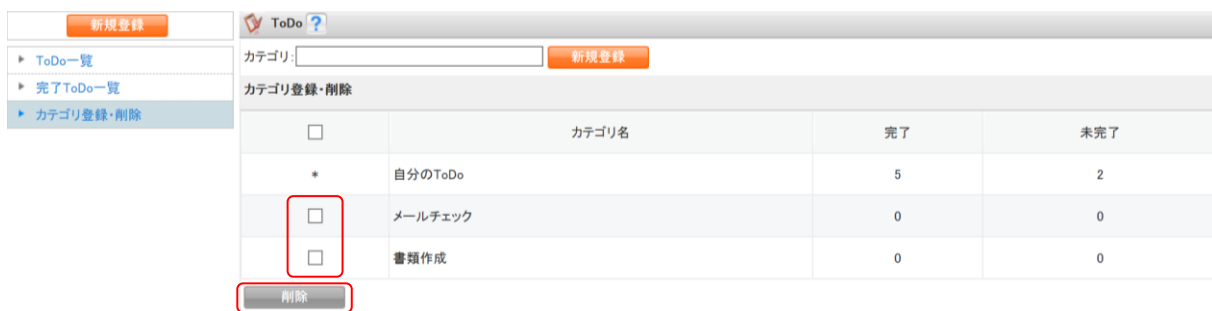 新規登録
ToDo ?
ToDo一覧
完了ToDo一覧
カテゴリ登録・削除
カテゴリ: 新規登録
カテゴリ登録・削除
カテゴリ名 完了 未完了
* 自分のToDo 5 2
メールチェック 0 0
書類作成 0 0
削除